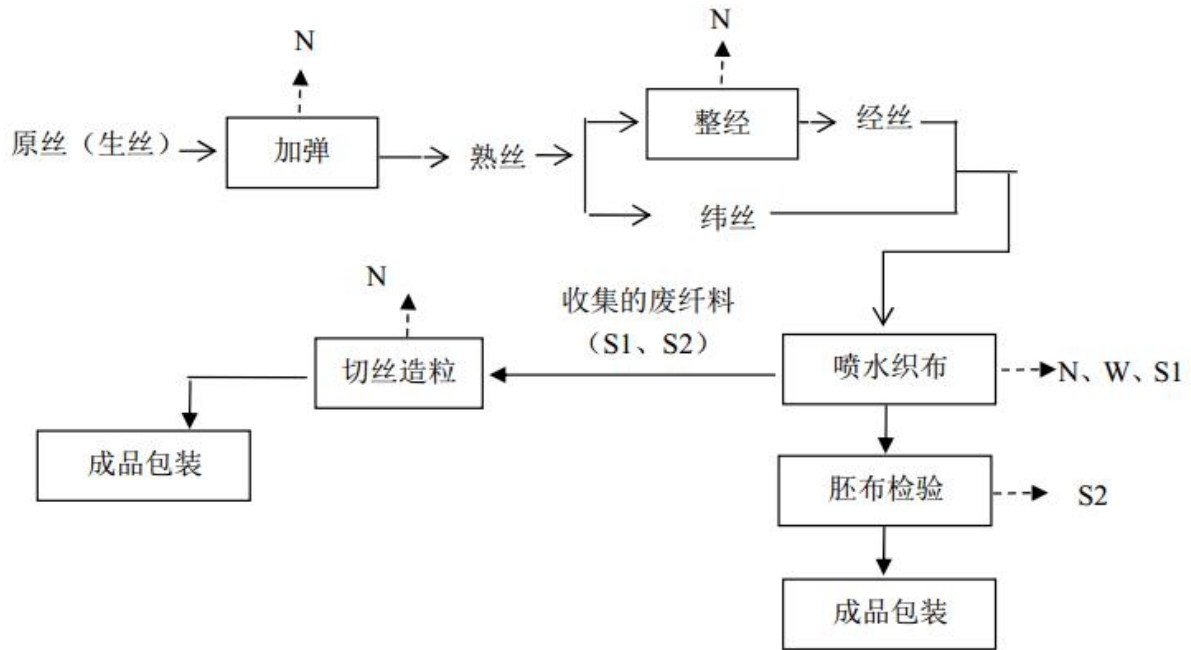 N
N
原丝（生丝）
加弹
熟丝
整经
经丝
纬丝
N
收集的废纤料
（S1、S2）
切丝造粒
喷水织布
N、W、S1
成品包装
胚布检验
S2
成品包装